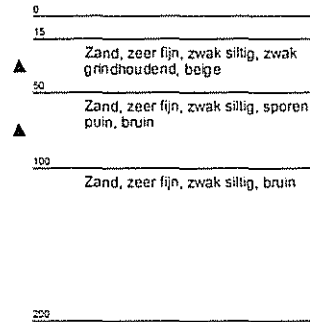 0
15
Zand, zeer fijn, zwak siltig, zwak
grindhoudend, beige
50
Zand, zeer fijn, zwak siltig, sporen
puin, bruin
100
Zand, zeer fijn, zwak siltig, bruin
200